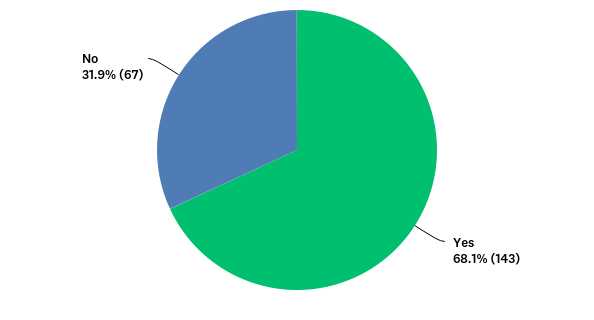 No
31.9% (67)
Yes
68.1% (143)